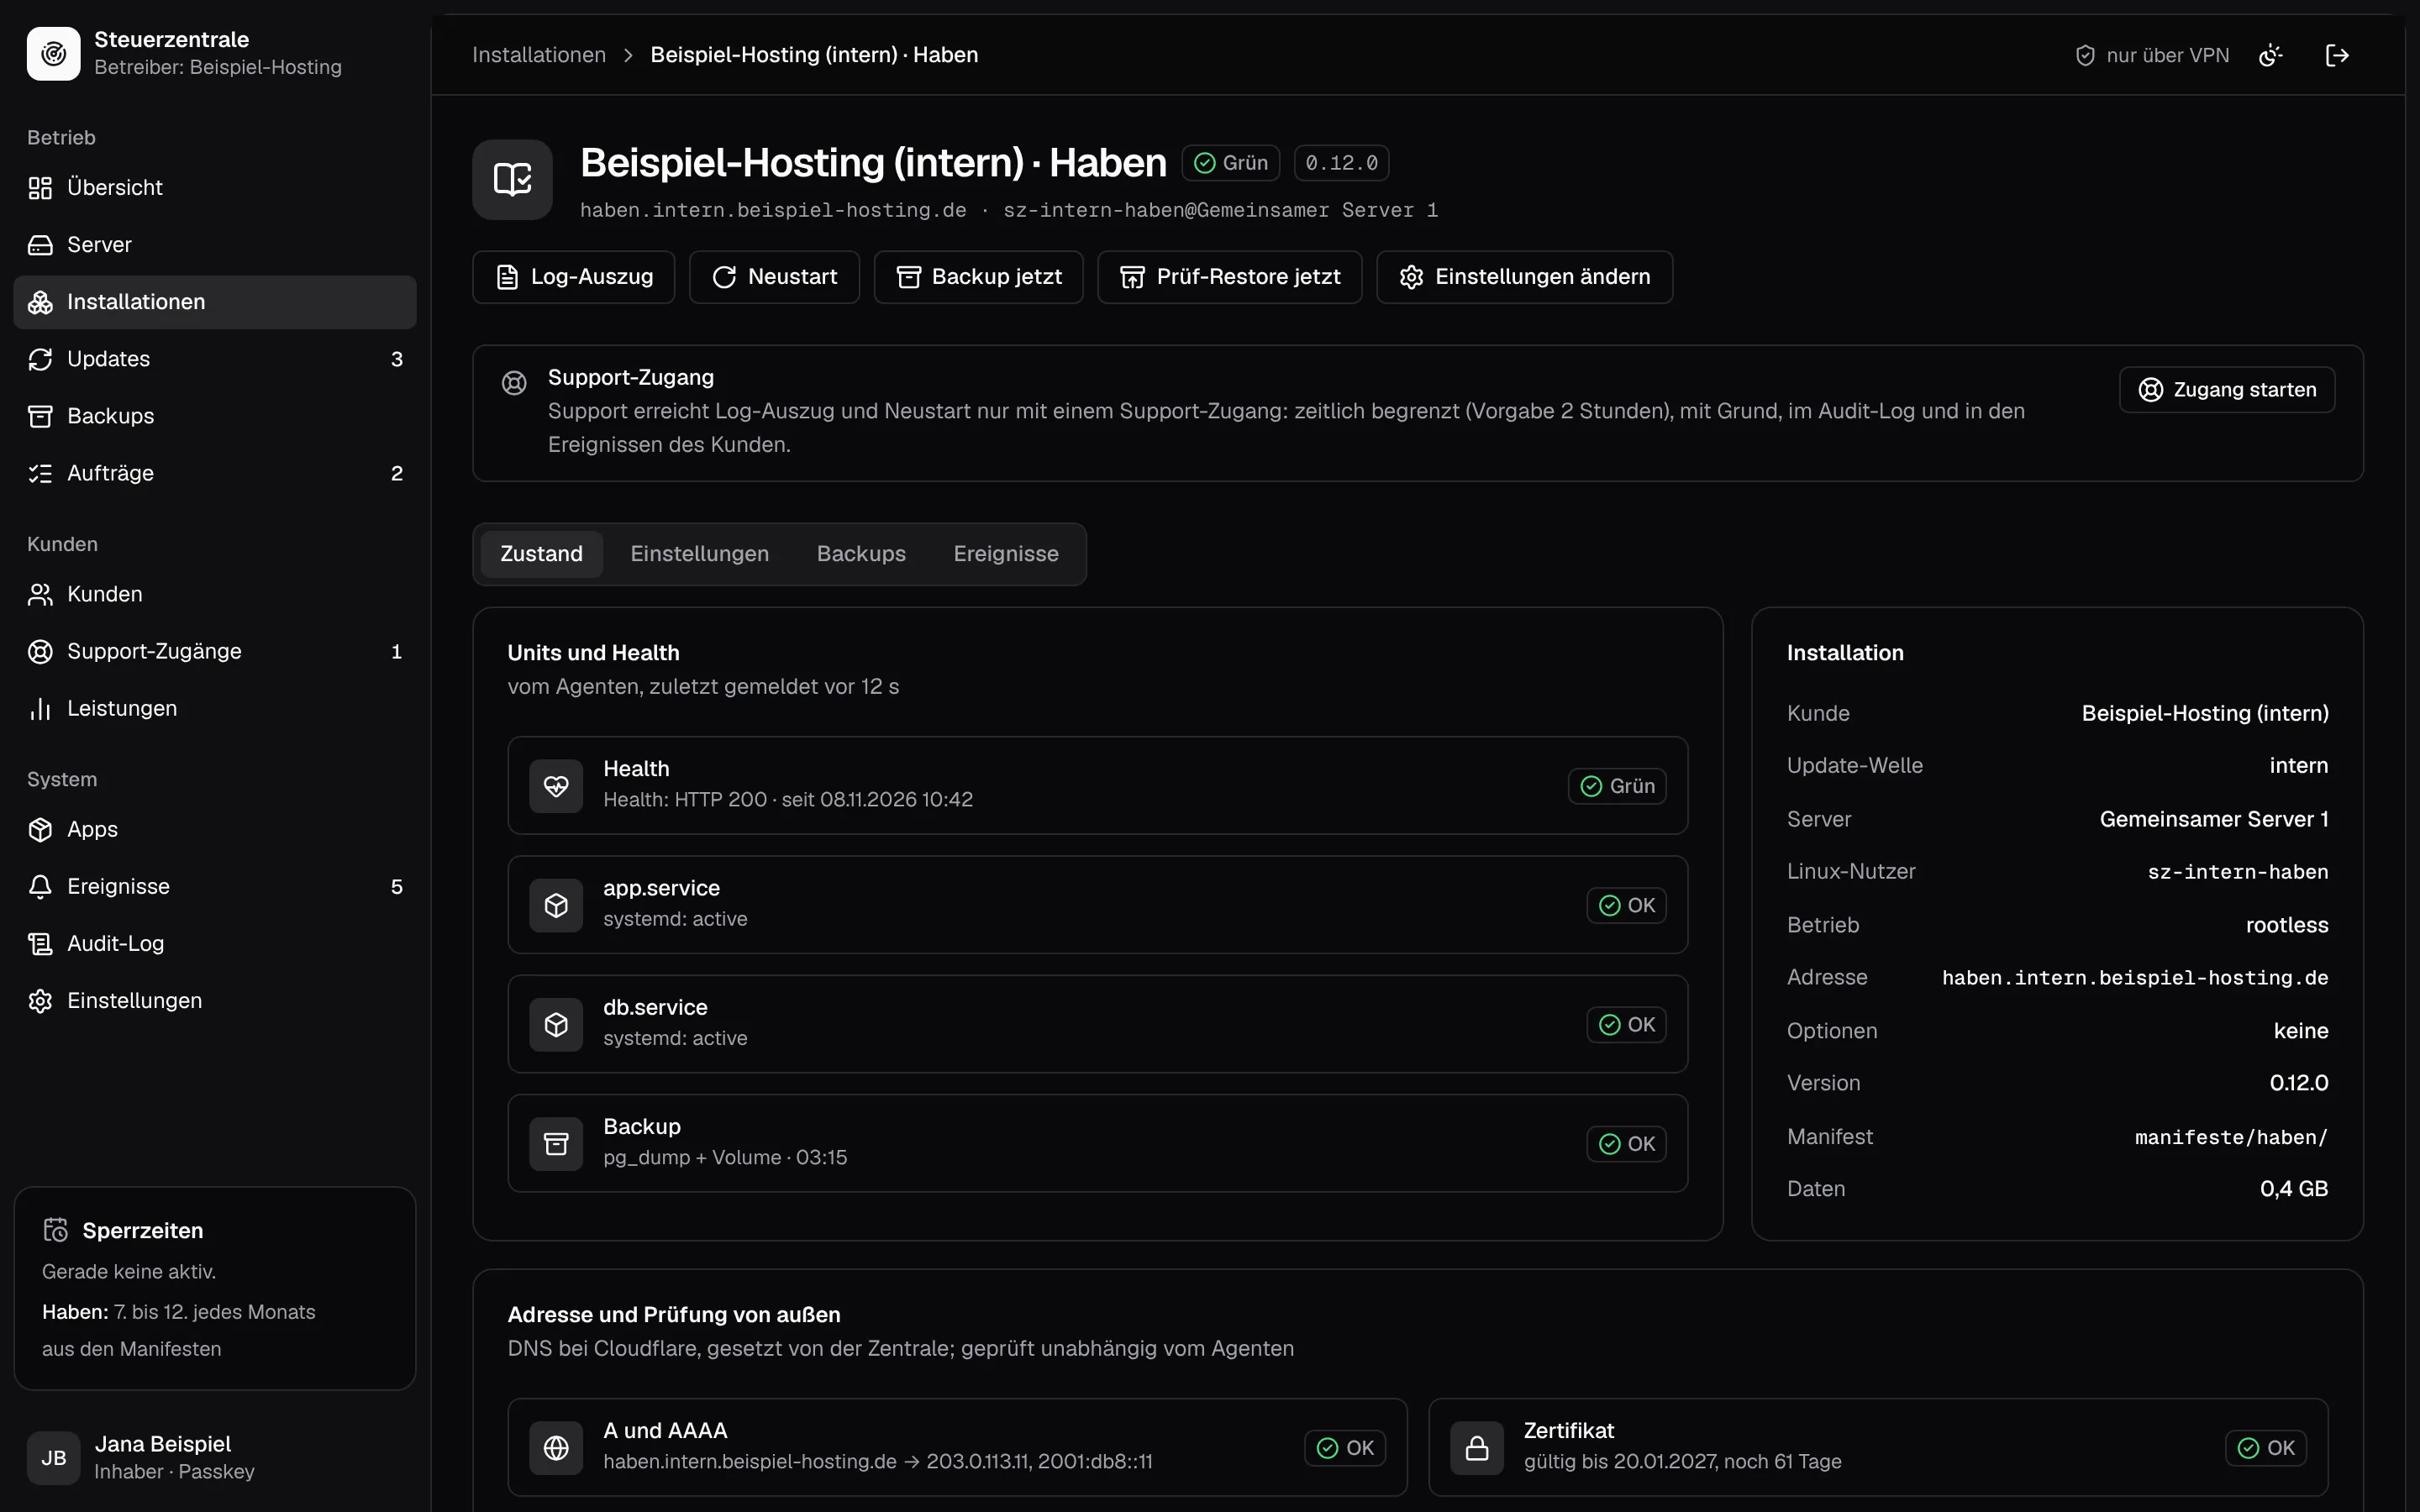 Steuerzentrale
Betreiber: Beispiel-Hosting
Betrieb
Übersicht
Server
Installationen
Updates 3
Backups
Aufträge 2
Kunden
Kunden
Support-Zugänge 1
Leistungen
System
Apps
Ereignisse 5
Audit-Log
Einstellungen
Sperrzeiten
Gerade keine aktiv.
Haben: 7. bis 12. jedes Monats
aus den Manifesten
JB
Jana Beispiel
Inhaber · Passkey
Installationen > Beispiel-Hosting (intern) · Haben
nur über VPN
Beispiel-Hosting (intern) · Haben Grün 0.12.0
haben.intern.beispiel-hosting.de · sz-intern-haben@Gemeinsamer Server 1
Log-Auszug Neustart Backup jetzt Prüf-Restore jetzt Einstellungen ändern
Support-Zugang
Support erreicht Log-Auszug und Neustart nur mit einem Support-Zugang: zeitlich begrenzt (Vorgabe 2 Stunden), mit Grund, im Audit-Log und in den
Ereignissen des Kunden.
Zugang starten
Zustand Einstellungen Backups Ereignisse
Units und Health
vom Agenten, zuletzt gemeldet vor 12 s
Health
Health: HTTP 200 · seit 08.11.2026 10:42
Grün
app.service
systemd: active
OK
db.service
systemd: active
OK
Backup
pg_dump + Volume · 03:15
OK
Installation
Kunde Beispiel-Hosting (intern)
Update-Welle intern
Server Gemeinsamer Server 1
Linux-Nutzer sz-intern-haben
Betrieb rootless
Adresse haben.intern.beispiel-hosting.de
Optionen keine
Version 0.12.0
Manifest manifeste/haben/
Daten 0,4 GB
Adresse und Prüfung von außen
DNS bei Cloudflare, gesetzt von der Zentrale; geprüft unabhängig vom Agenten
A und AAAA
haben.intern.beispiel-hosting.de → 203.0.113.11, 2001:db8::11
OK
Zertifikat
gültig bis 20.01.2027, noch 61 Tage
OK